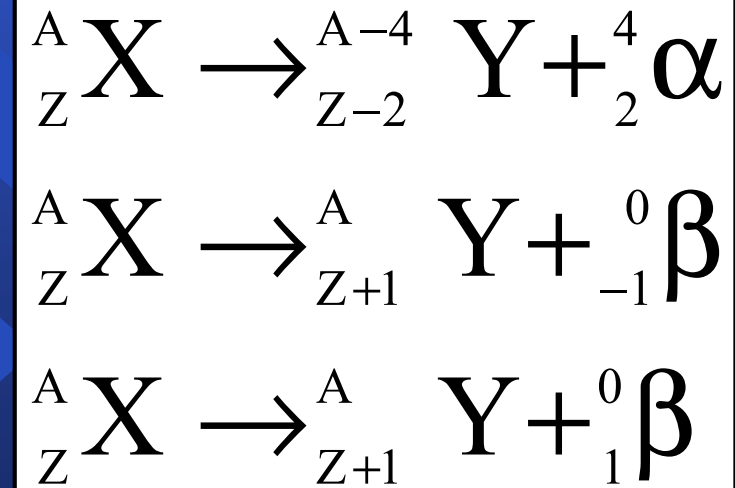 ^{A}_{Z}X → ^{A−4}_{Z−2}Y + ^{4}_{2}α
^{A}_{Z}X → ^{A}_{Z+1}Y + ^{0}_{−1}β
^{A}_{Z}X → ^{A}_{Z+1}Y + ^{0}_{1}β